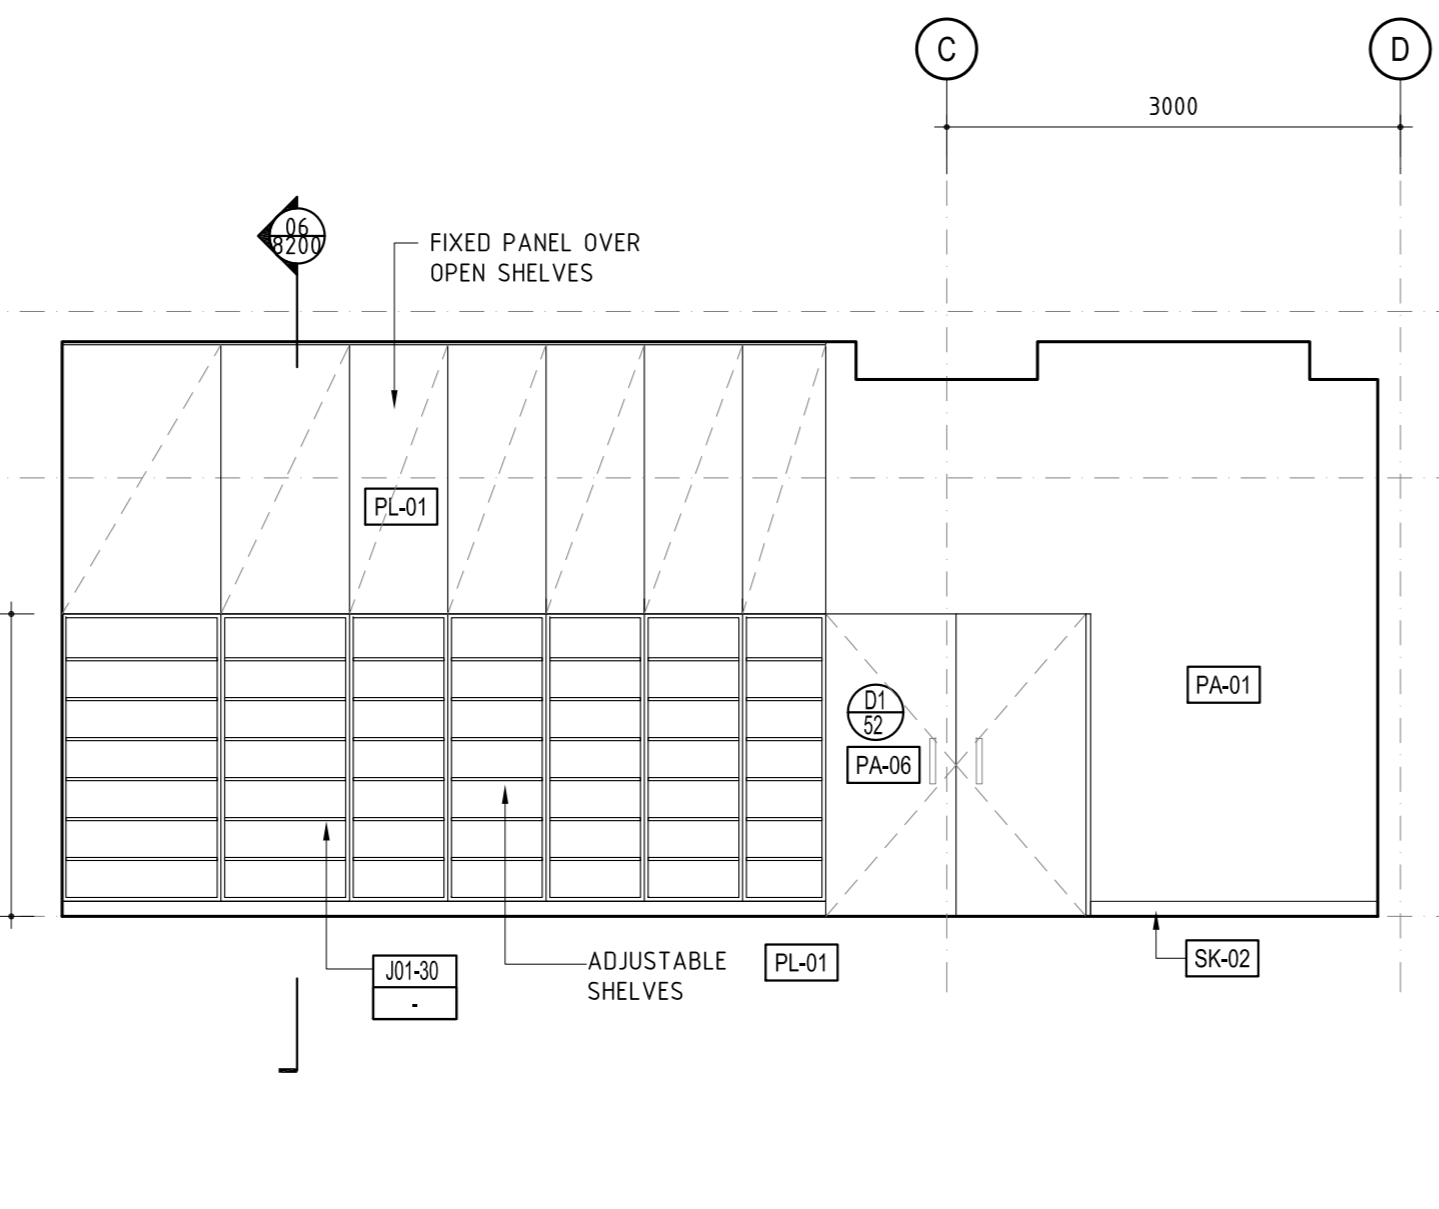 C
D
3000
06
8200
FIXED PANEL OVER
OPEN SHELVES
PL-01
PA-01
D1
52
PA-06
J01-30
-
ADJUSTABLE
SHELVES
PL-01
SK-02